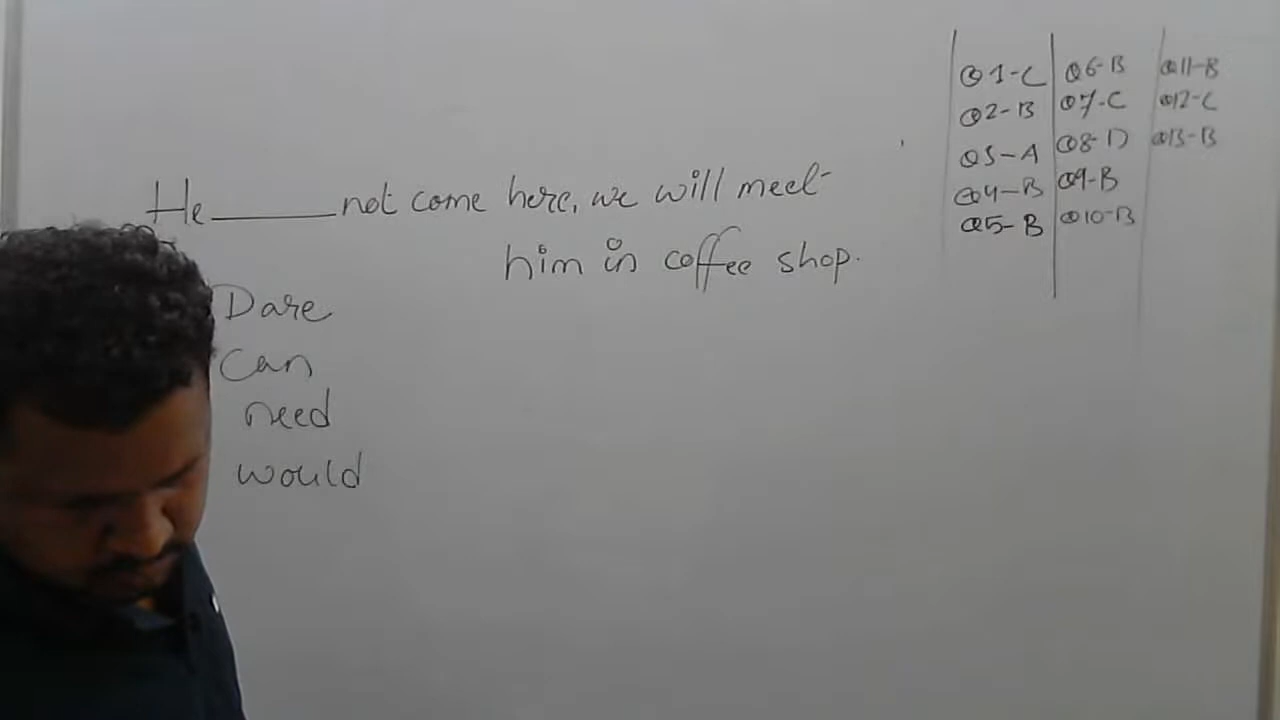 He ______ not come here, we will meet
him in coffee shop.
Dare
Can
need
would
Q1-C
Q2-B
Q3-A
Q4-B
Q5-B
Q6-B
Q7-C
Q8-D
Q9-B
Q10-B
Q11-B
Q12-C
Q13-B